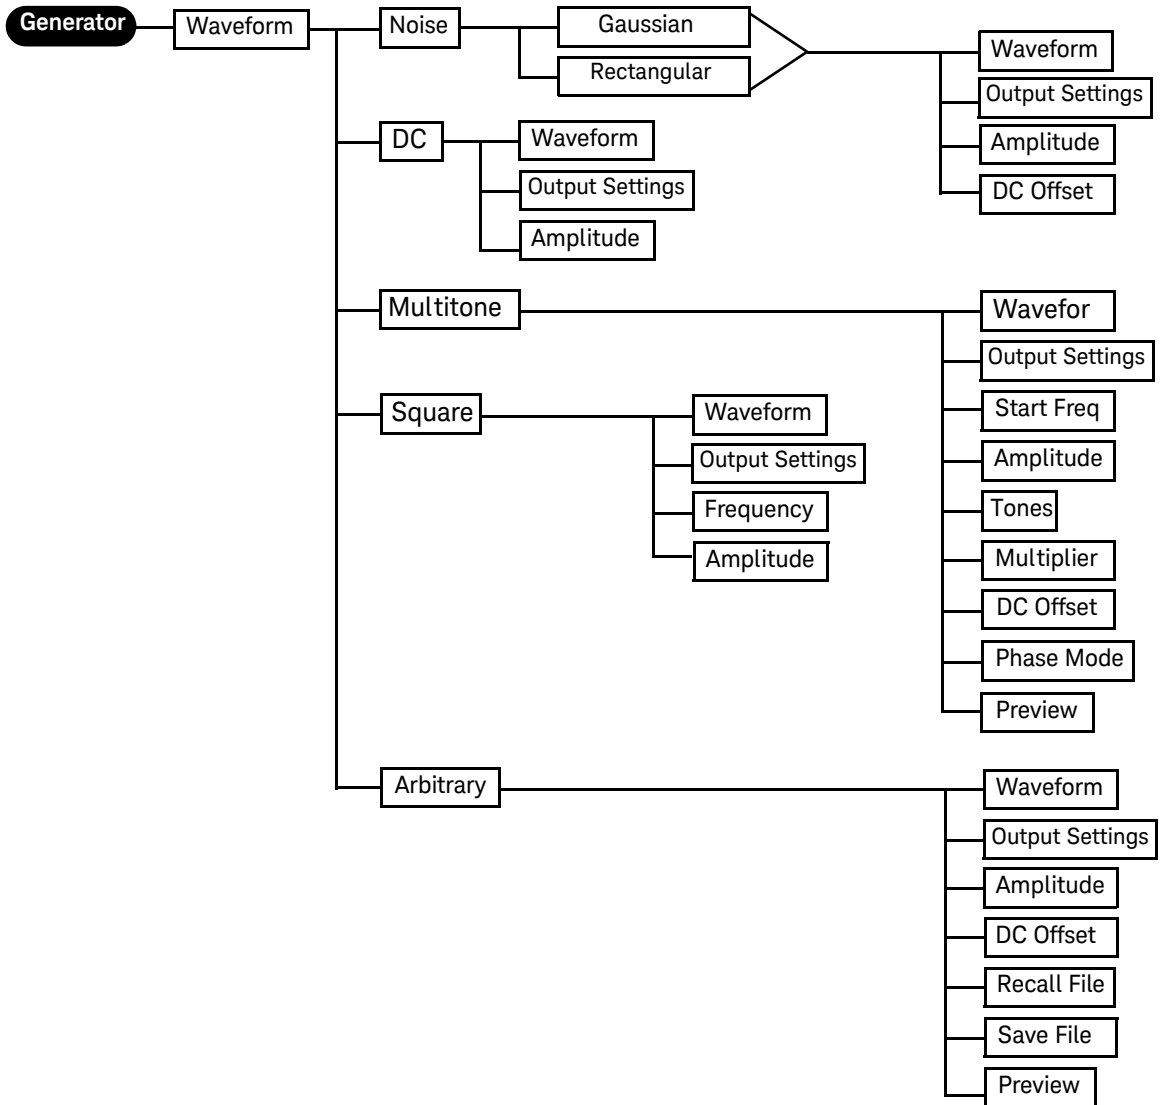 Generator
Waveform
Noise
Gaussian
Rectangular
Waveform
Output Settings
Amplitude
DC Offset
DC
Waveform
Output Settings
Amplitude
Multitone
Wavefor
Output Settings
Start Freq
Amplitude
Tones
Multiplier
DC Offset
Phase Mode
Preview
Square
Waveform
Output Settings
Frequency
Amplitude
Arbitrary
Waveform
Output Settings
Amplitude
DC Offset
Recall File
Save File
Preview